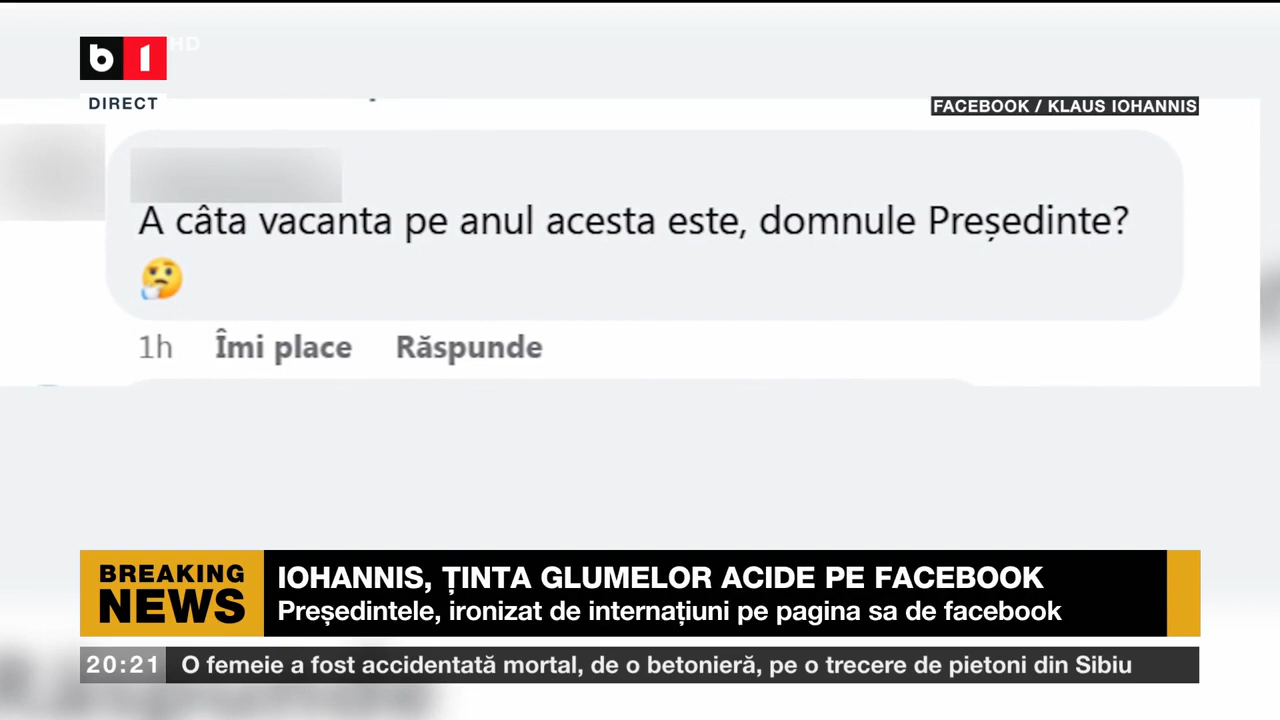 b1 HD
DIRECT
FACEBOOK / KLAUS IOHANNIS
A câta vacanta pe anul acesta este, domnule Președinte?
1h Îmi place Răspunde
BREAKING NEWS
IOHANNIS, ȚINTA GLUMELOR ACIDE PE FACEBOOK
Președintele, ironizat de internațiuni pe pagina sa de facebook
20:21 O femeie a fost accidentată mortal, de o betonieră, pe o trecere de pietoni din Sibiu